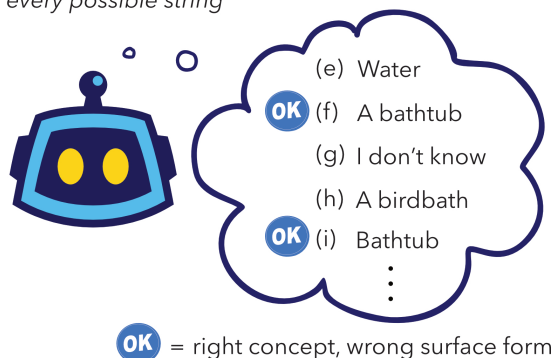 every possible string
(e) Water
OK (f) A bathtub
(g) I don't know
(h) A birdbath
OK (i) Bathtub
⋮
OK = right concept, wrong surface form